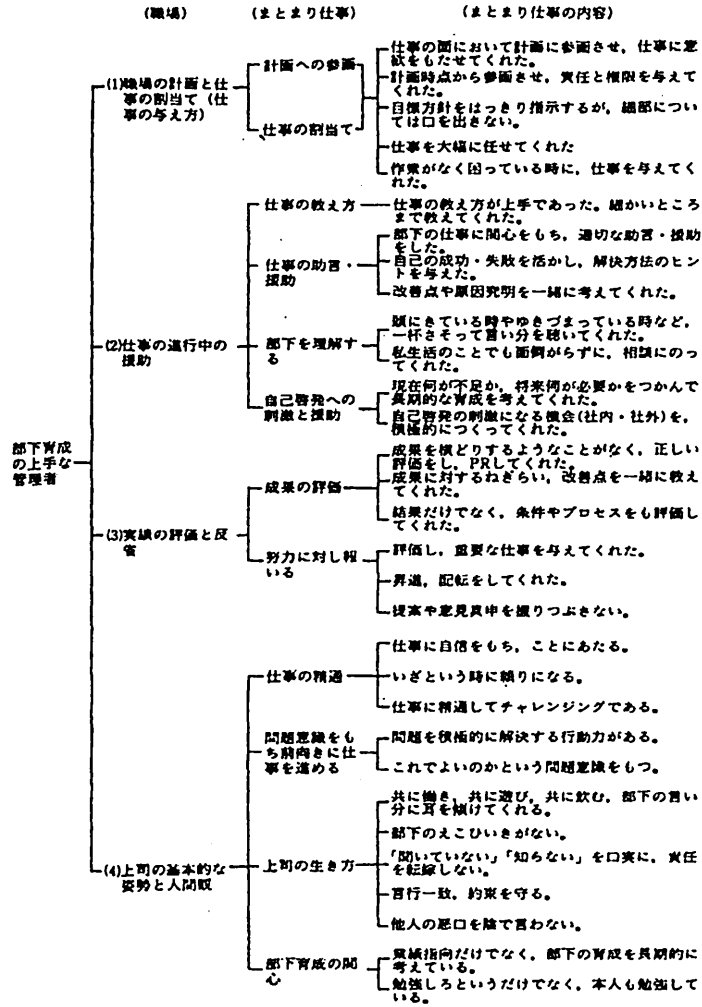 (職場)　(まとまり仕事)　(まとまり仕事の内容)
部下育成
の上手な
管理者
(1)職場の計画と仕
事の割当て（仕
事の与え方）
計画への参画
仕事の割当て
仕事の面において計画に参画させ，仕事に意
欲をもたせてくれた。
計画時点から参画させ，責任と権限を与えて
くれた。
目標方針をはっきり指示するが，細部につい
ては口を出さない。
仕事を大幅に任せてくれた
作業がなく困っている時に，仕事を与えてく
れた。
(2)仕事の進行中の
援助
仕事の教え方
仕事の教え方が上手であった。細かいところ
まで教えてくれた。
仕事の助言・
援助
部下の仕事に関心をもち，適切な助言・援助
をした。
自己の成功・失敗を活かし，解決方法のヒン
トを与えた。
改善点や原因究明を一緒に考えてくれた。
部下を理解す
る
頭にきている時やゆきづまっている時など，
一杯さそって言い分を聴いてくれた。
私生活のことでも面倒がらずに，相談にのっ
てくれた。
自己啓発への
刺激と援助
現在何が不足か，将来何が必要かをつかんで
長期的な育成を考えてくれた。
自己啓発の刺激になる機会(社内・社外)を，
積極的につくってくれた。
(3)実績の評価と反
省
成果の評価
成果を横どりするようなことがなく，正しい
評価をし，PRしてくれた。
成果に対するねぎらい，改善点を一緒に教え
てくれた。
結果だけでなく，条件やプロセスをも評価し
てくれた。
努力に対し報
いる
評価し，重要な仕事を与えてくれた。
昇進，配転をしてくれた。
提案や意見具申を握りつぶさない。
(4)上司の基本的な
姿勢と人間観
仕事の精通
仕事に自信をもち，ことにあたる。
いざという時に頼りになる。
仕事に精通してチャレンジングである。
問題意識をも
ち前向きに仕
事を進める
問題を積極的に解決する行動力がある。
これでよいのかという問題意識をもつ。
上司の生き方
共に働き，共に遊び，共に飲む，部下の言い
分に耳を傾けてくれる。
部下のえこひいきがない。
「聞いていない」「知らない」を口実に，責任
を転嫁しない。
言行一致，約束を守る。
他人の悪口を陰で言わない。
部下育成の関
心
業績指向だけでなく，部下の育成を長期的に
考えている。
勉強しろというだけでなく，本人も勉強して
いる。